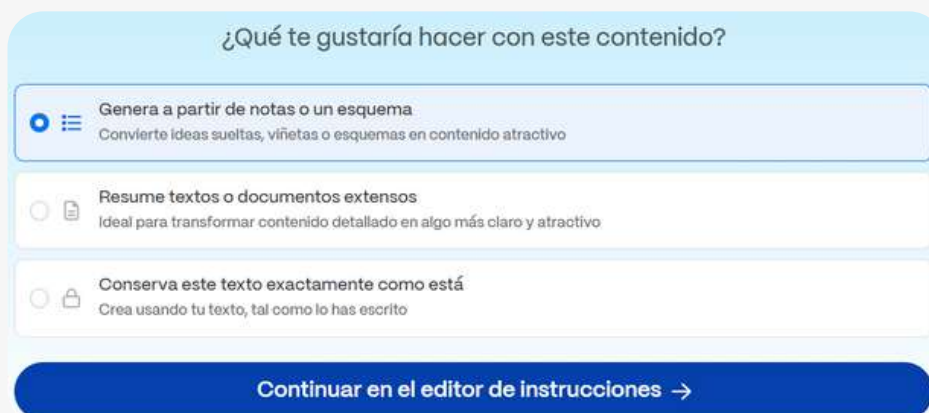 ¿Qué te gustaría hacer con este contenido?
Genera a partir de notas o un esquema
Convierte ideas sueltas, viñetas o esquemas en contenido atractivo
Resume textos o documentos extensos
Ideal para transformar contenido detallado en algo más claro y atractivo
Conserva este texto exactamente como está
Crea usando tu texto, tal como lo has escrito
Continuar en el editor de instrucciones →